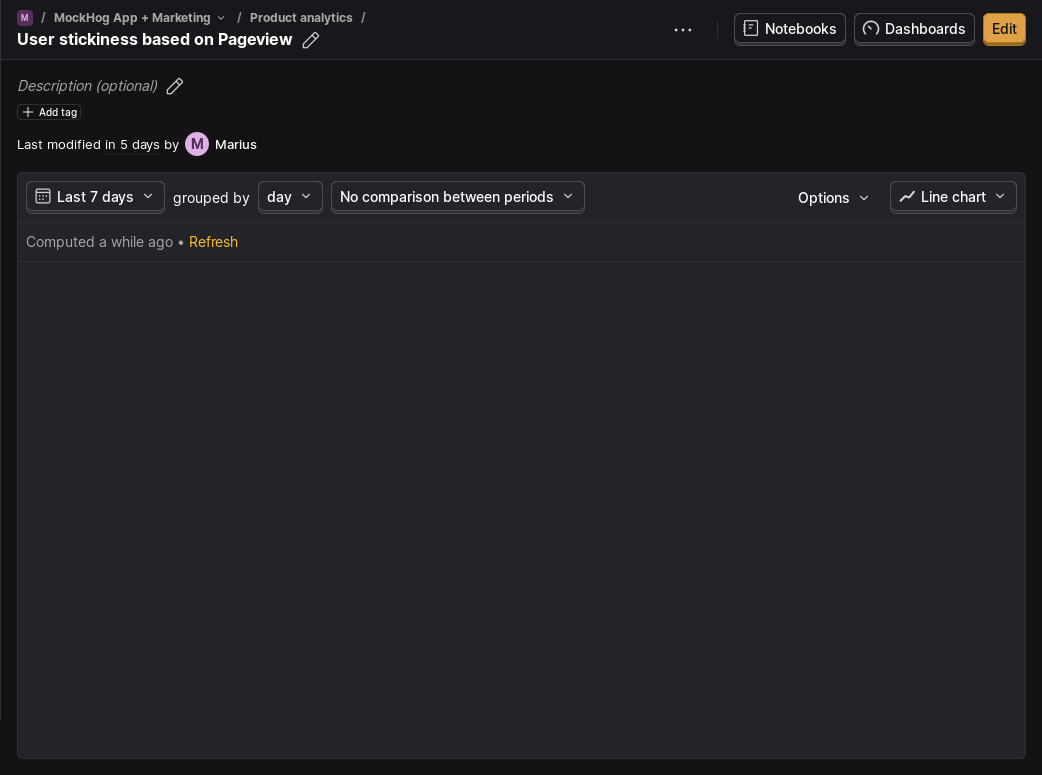 M / MockHog App + Marketing / Product analytics /
User stickiness based on Pageview
Notebooks Dashboards Edit
Description (optional)
Add tag
Last modified in 5 days by M Marius
Last 7 days grouped by day No comparison between periods Options Line chart
Computed a while ago • Refresh